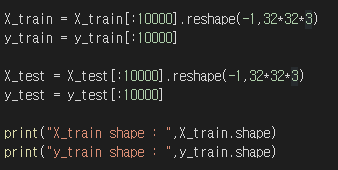 X_train = X_train[:10000].reshape(-1,32*32*3)
y_train = y_train[:10000]
X_test = X_test[:10000].reshape(-1,32*32*3)
y_test = y_test[:10000]
print("X_train shape : ",X_train.shape)
print("y_train shape : ",y_train.shape)